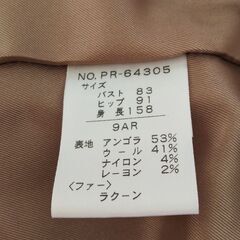 NO. PR-64305
サイズ
バスト 83
ヒップ 91
身長 158
9AR
表地 アンゴラ 53%
ウール 41%
ナイロン 4%
レーヨン 2%
<ファー>
ラクーン